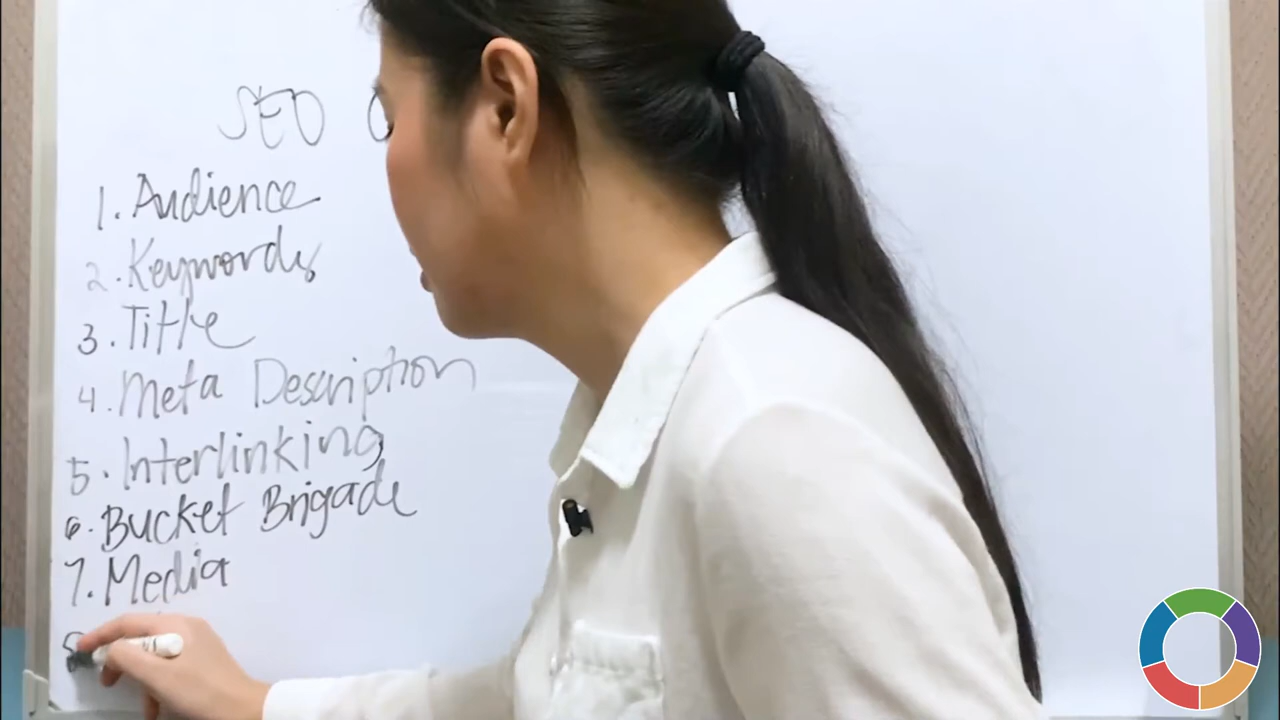 SEO
1. Audience
2. Keywords
3. Title
4. Meta Description
5. Interlinking
6. Bucket Brigade
7. Media